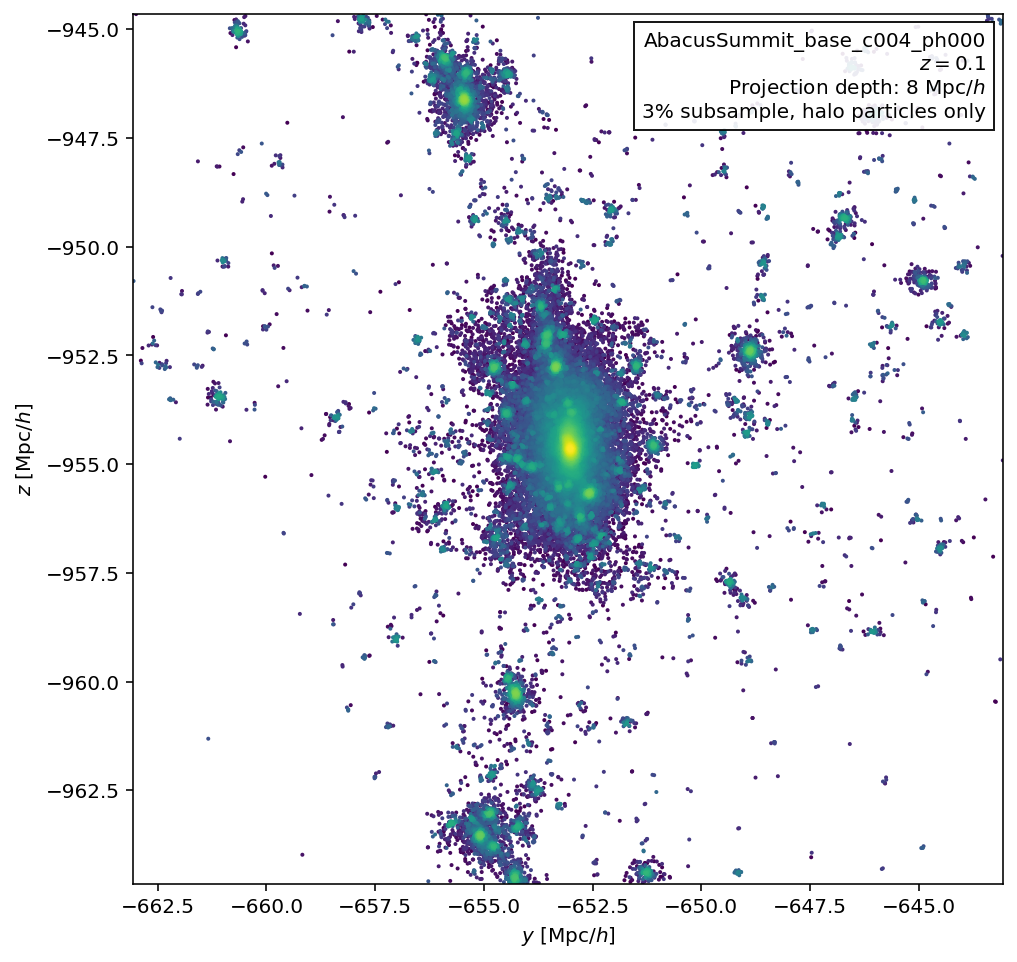 AbacusSummit_base_c004_ph000
z = 0.1
Projection depth: 8 Mpc/h
3% subsample, halo particles only
−945.0
−947.5
−950.0
−952.5
−955.0
−957.5
−960.0
−962.5
z [Mpc/h]
−662.5 −660.0 −657.5 −655.0 −652.5 −650.0 −647.5 −645.0
y [Mpc/h]